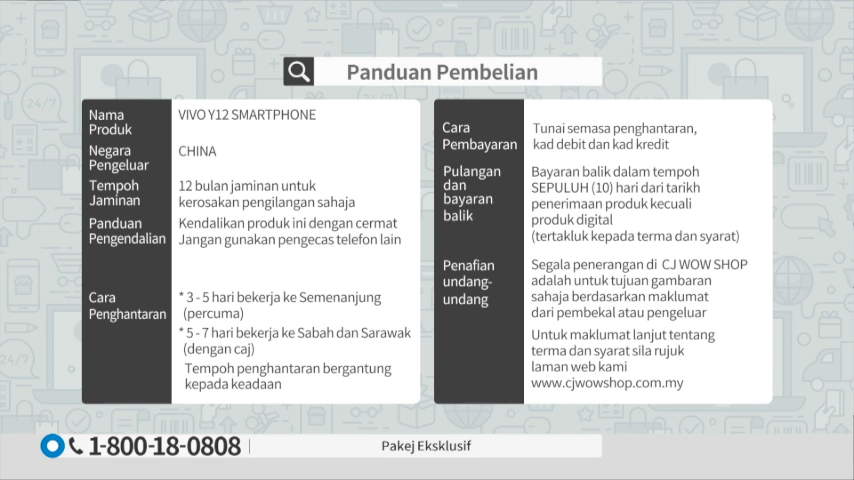 Panduan Pembelian
Nama
Produk
VIVO Y12 SMARTPHONE
Negara
Pengeluar
CHINA
Tempoh
Jaminan
12 bulan jaminan untuk
kerosakan pengilangan sahaja
Panduan
Pengendalian
Kendalikan produk ini dengan cermat
Jangan gunakan pengecas telefon lain
Cara
Penghantaran
* 3 - 5 hari bekerja ke Semenanjung
(percuma)
* 5 - 7 hari bekerja ke Sabah dan Sarawak
(dengan caj)
Tempoh penghantaran bergantung
kepada keadaan
Cara
Pembayaran
Tunai semasa penghantaran,
kad debit dan kad kredit
Pulangan
dan
bayaran
balik
Bayaran balik dalam tempoh
SEPULUH (10) hari dari tarikh
penerimaan produk kecuali
produk digital
(tertakluk kepada terma dan syarat)
Penafian
undang-
undang
Segala penerangan di CJ WOW SHOP
adalah untuk tujuan gambaran
sahaja berdasarkan maklumat
dari pembekal atau pengeluar
Untuk maklumat lanjut tentang
terma dan syarat sila rujuk
laman web kami
www.cjwowshop.com.my
1-800-18-0808
Pakej Eksklusif
24/7
24/7